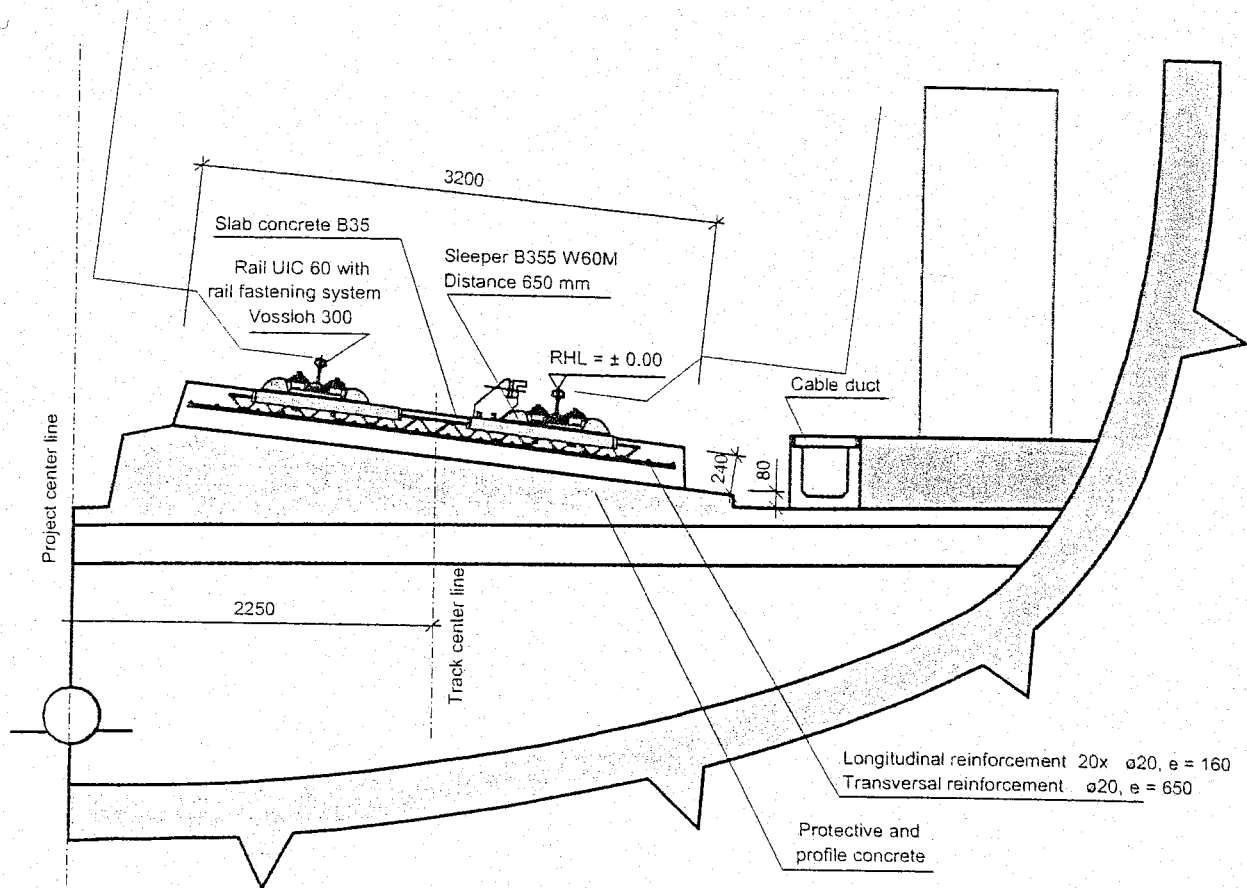 3200
Slab concrete B35
Sleeper B355 W60M
Distance 650 mm
Rail UIC 60 with
rail fastening system
Vossloh 300
RHL = ± 0.00
Cable duct
240
80
Project center line
2250
Track center line
Longitudinal reinforcement 20x ø20, e = 160
Transversal reinforcement ø20, e = 650
Protective and
profile concrete